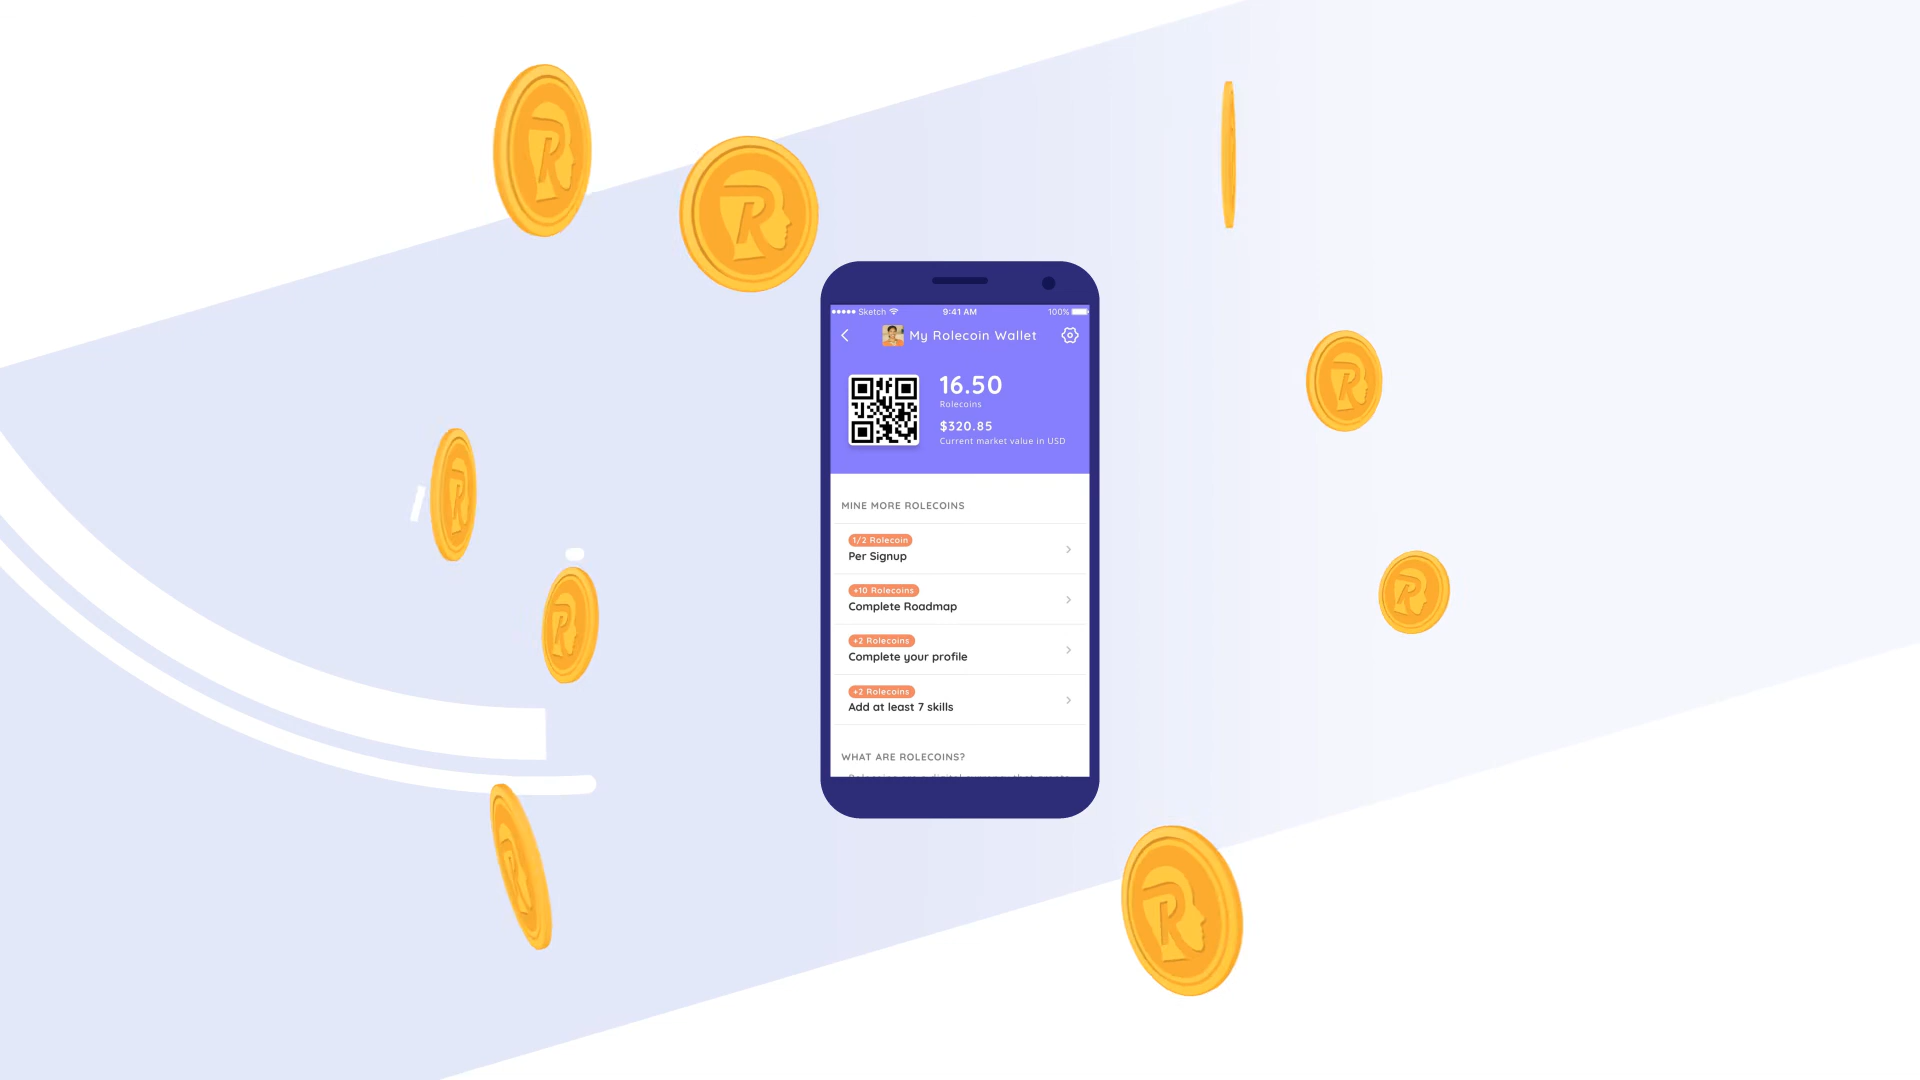 Sketch 9:41 AM 100%
My Rolecoin Wallet
16.50
Rolecoins
$320.85
Current market value in USD
MINE MORE ROLECOINS
1/2 Rolecoin
Per Signup
+10 Rolecoins
Complete Roadmap
+2 Rolecoins
Complete your profile
+2 Rolecoins
Add at least 7 skills
WHAT ARE ROLECOINS?
R
R
R
R
R
R
R
R